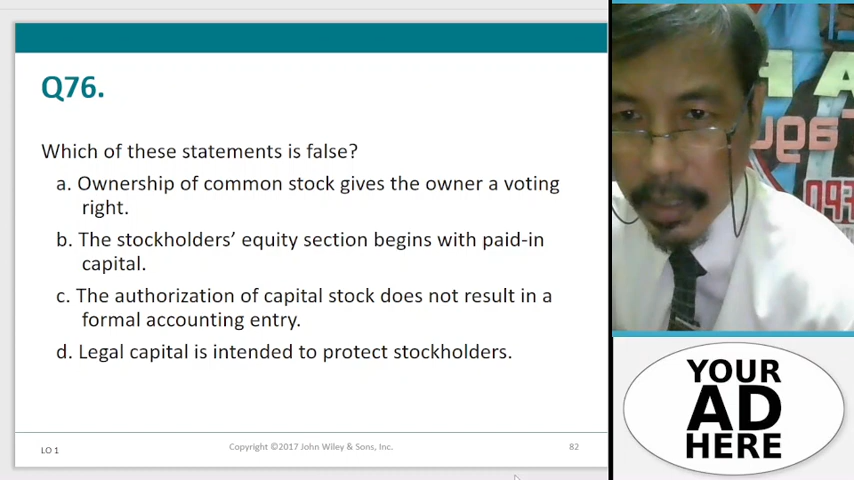 Q76.
Which of these statements is false?
a. Ownership of common stock gives the owner a voting
right.
b. The stockholders’ equity section begins with paid-in
capital.
c. The authorization of capital stock does not result in a
formal accounting entry.
d. Legal capital is intended to protect stockholders.
LO 1
Copyright ©2017 John Wiley & Sons, Inc.
82
YOUR
AD
HERE